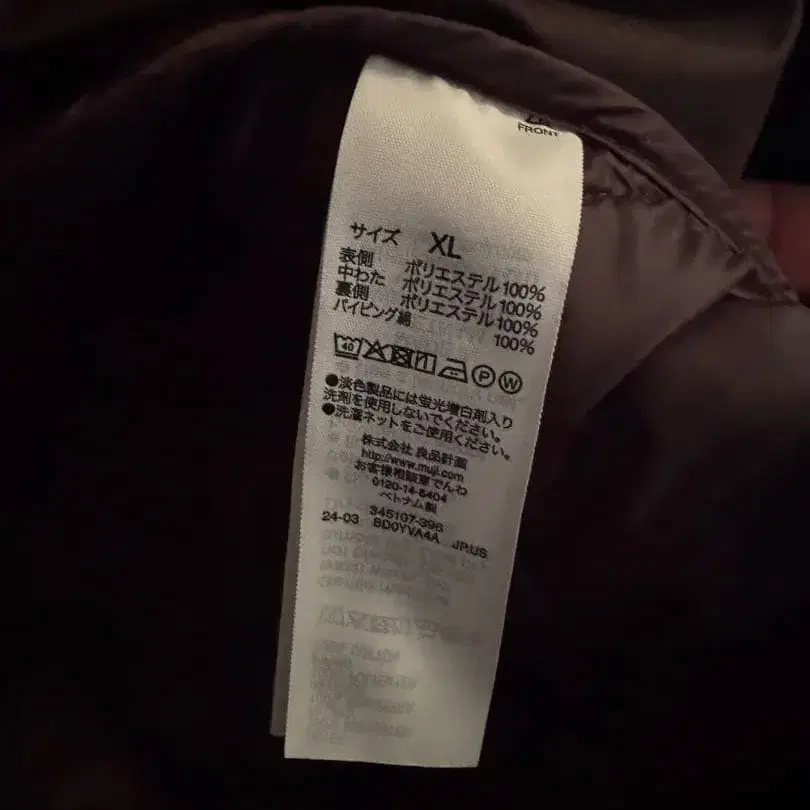 FRONT
サイズ XL
表側 ポリエステル100%
中わた ポリエステル100%
裏側 ポリエステル100%
パイピング 綿 100%
40 P W
●淡色製品には蛍光増白剤入り
洗剤を使用しないでください。
●洗濯ネットをご使用ください。
株式会社 良品計画
http://www.muji.com
お客様相談室でんわ
0120-14-6404
ベトナム製
345107-396
24-03 BD0YVA4A JP.US